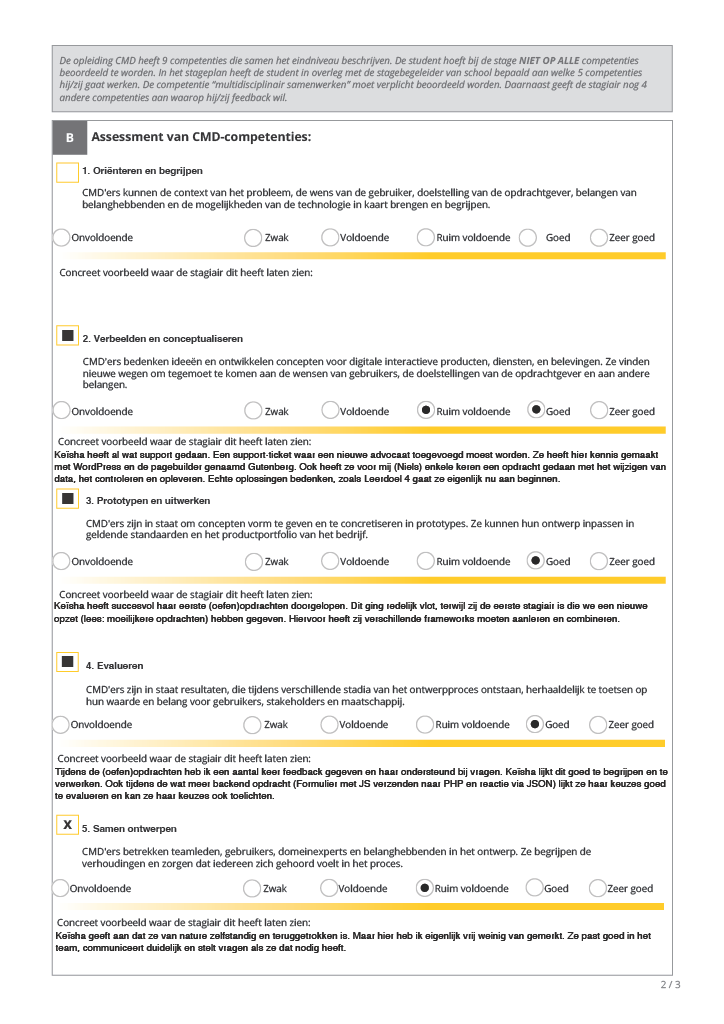 De opleiding CMD heeft 9 competenties die samen het eindniveau beschrijven. De student hoeft bij de stage NIET OP ALLE competenties
beoordeeld te worden. In het stageplan heeft de student in overleg met de stagebegeleider van school bepaald aan welke 5 competenties
hij/zij gaat werken. De competentie "multidisciplinair samenwerken" moet verplicht beoordeeld worden. Daarnaast geeft de stagiair nog 4
andere competenties aan waarop hij/zij feedback wil.
B Assessment van CMD-competenties:
1. Oriënteren en begrijpen
CMD'ers kunnen de context van het probleem, de wens van de gebruiker, doelstelling van de opdrachtgever, belangen van
belanghebbenden en de mogelijkheden van de technologie in kaart brengen en begrijpen.
Onvoldoende Zwak Voldoende Ruim voldoende Goed Zeer goed
Concreet voorbeeld waar de stagiair dit heeft laten zien:
2. Verbeelden en conceptualiseren
CMD'ers bedenken ideeën en ontwikkelen concepten voor digitale interactieve producten, diensten, en belevingen. Ze vinden
nieuwe wegen om tegemoet te komen aan de wensen van gebruikers, de doelstellingen van de opdrachtgever en aan andere
belangen.
Onvoldoende Zwak Voldoende Ruim voldoende Goed Zeer goed
Concreet voorbeeld waar de stagiair dit heeft laten zien:
Keïsha heeft al wat support gedaan. Een support-ticket waar een nieuwe advocaat toegevoegd moest worden. Ze heeft hier kennis gemaakt
met WordPress en de pagebuilder genaamd Gutenberg. Ook heeft ze voor mij (Niels) enkele keren een opdracht gedaan met het wijzigen van
data, het controleren en opleveren. Echte oplossingen bedenken, zoals Leerdoel 4 gaat ze eigenlijk nu aan beginnen.
3. Prototypen en uitwerken
CMD'ers zijn in staat om concepten vorm te geven en te concretiseren in prototypes. Ze kunnen hun ontwerp inpassen in
geldende standaarden en het productportfolio van het bedrijf.
Onvoldoende Zwak Voldoende Ruim voldoende Goed Zeer goed
Concreet voorbeeld waar de stagiair dit heeft laten zien:
Keïsha heeft succesvol haar eerste (oefen)opdrachten doorgelopen. Dit ging redelijk vlot, terwijl zij de eerste stagiair is die we een nieuwe
opzet (lees: moeilijkere opdrachten) hebben gegeven. Hiervoor heeft zij verschillende frameworks moeten aanleren en combineren.
4. Evalueren
CMD'ers zijn in staat resultaten, die tijdens verschillende stadia van het ontwerpproces ontstaan, herhaaldelijk te toetsen op
hun waarde en belang voor gebruikers, stakeholders en maatschappij.
Onvoldoende Zwak Voldoende Ruim voldoende Goed Zeer goed
Concreet voorbeeld waar de stagiair dit heeft laten zien:
Tijdens de (oefen)opdrachten heb ik een aantal keer feedback gegeven en haar ondersteund bij vragen. Keïsha lijkt dit goed te begrijpen en te
verwerken. Ook tijdens de wat meer backend opdracht (Formulier met JS verzenden naar PHP en reactie via JSON) lijkt ze haar keuzes goed
te evalueren en kan ze haar keuzes ook toelichten.
X 5. Samen ontwerpen
CMD'ers betrekken teamleden, gebruikers, domeinexperts en belanghebbenden in het ontwerp. Ze begrijpen de
verhoudingen en zorgen dat iedereen zich gehoord voelt in het proces.
Onvoldoende Zwak Voldoende Ruim voldoende Goed Zeer goed
Concreet voorbeeld waar de stagiair dit heeft laten zien:
Keïsha geeft aan dat ze van nature zelfstandig en teruggetrokken is. Maar hier heb ik eigenlijk vrij weinig van gemerkt. Ze past goed in het
team, communiceert duidelijk en stelt vragen als ze dat nodig heeft.
2 / 3